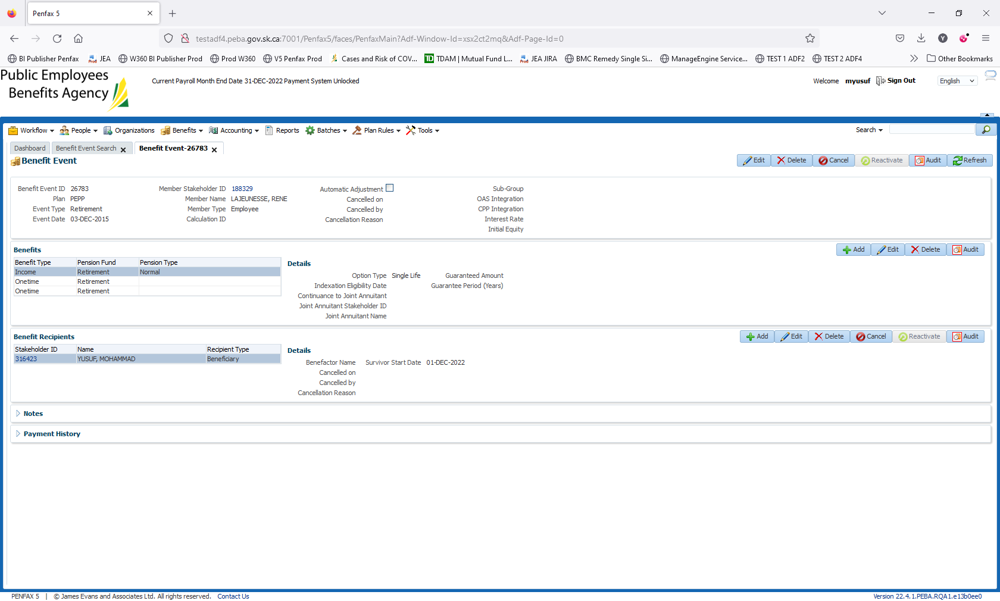 Penfax 5
testadf4.peba.gov.sk.ca:7001/Penfax5/faces/PenfaxMain?Adf-Window-Id=xsx2ct2mq&Adf-Page-Id=0
BI Publisher Penfax JEA W360 BI Publisher Prod Prod W360 V5 Penfax Prod Cases and Risk of COV... TDAM | Mutual Fund L... JEA JIRA BMC Remedy Single Si... ManageEngine Service... TEST 1 ADF2 TEST 2 ADF4 Other Bookmarks
Public Employees
Benefits Agency
Current Payroll Month End Date 31-DEC-2022 Payment System Unlocked
Welcome myusuf Sign Out English
Workflow People Organizations Benefits Accounting Reports Batches Plan Rules Tools Search
Dashboard Benefit Event Search Benefit Event-26783
Benefit Event Edit Delete Cancel Reactivate Audit Refresh
Benefit Event ID 26783 Member Stakeholder ID 188329 Automatic Adjustment Sub-Group
Plan PEPP Member Name LAJEUNESSE, RENE Cancelled on OAS Integration
Event Type Retirement Member Type Employee Cancelled by CPP Integration
Event Date 03-DEC-2015 Calculation ID Cancellation Reason Interest Rate
Initial Equity
Benefits Add Edit Delete Audit
Benefit Type Pension Fund Pension Type
Income Retirement Normal
Onetime Retirement
Onetime Retirement
Details
Option Type Single Life Guaranteed Amount
Indexation Eligibility Date Guarantee Period (Years)
Continuance to Joint Annuitant
Joint Annuitant Stakeholder ID
Joint Annuitant Name
Benefit Recipients Add Edit Delete Cancel Reactivate Audit
Stakeholder ID Name Recipient Type
316423 YUSUF, MOHAMMAD Beneficiary
Details
Benefactor Name Survivor Start Date 01-DEC-2022
Cancelled on
Cancelled by
Cancellation Reason
Notes
Payment History
PENFAX 5 | © James Evans and Associates Ltd. All rights reserved. Contact Us Version 22.4.1.PEBA.RQA1.e13b0ee0